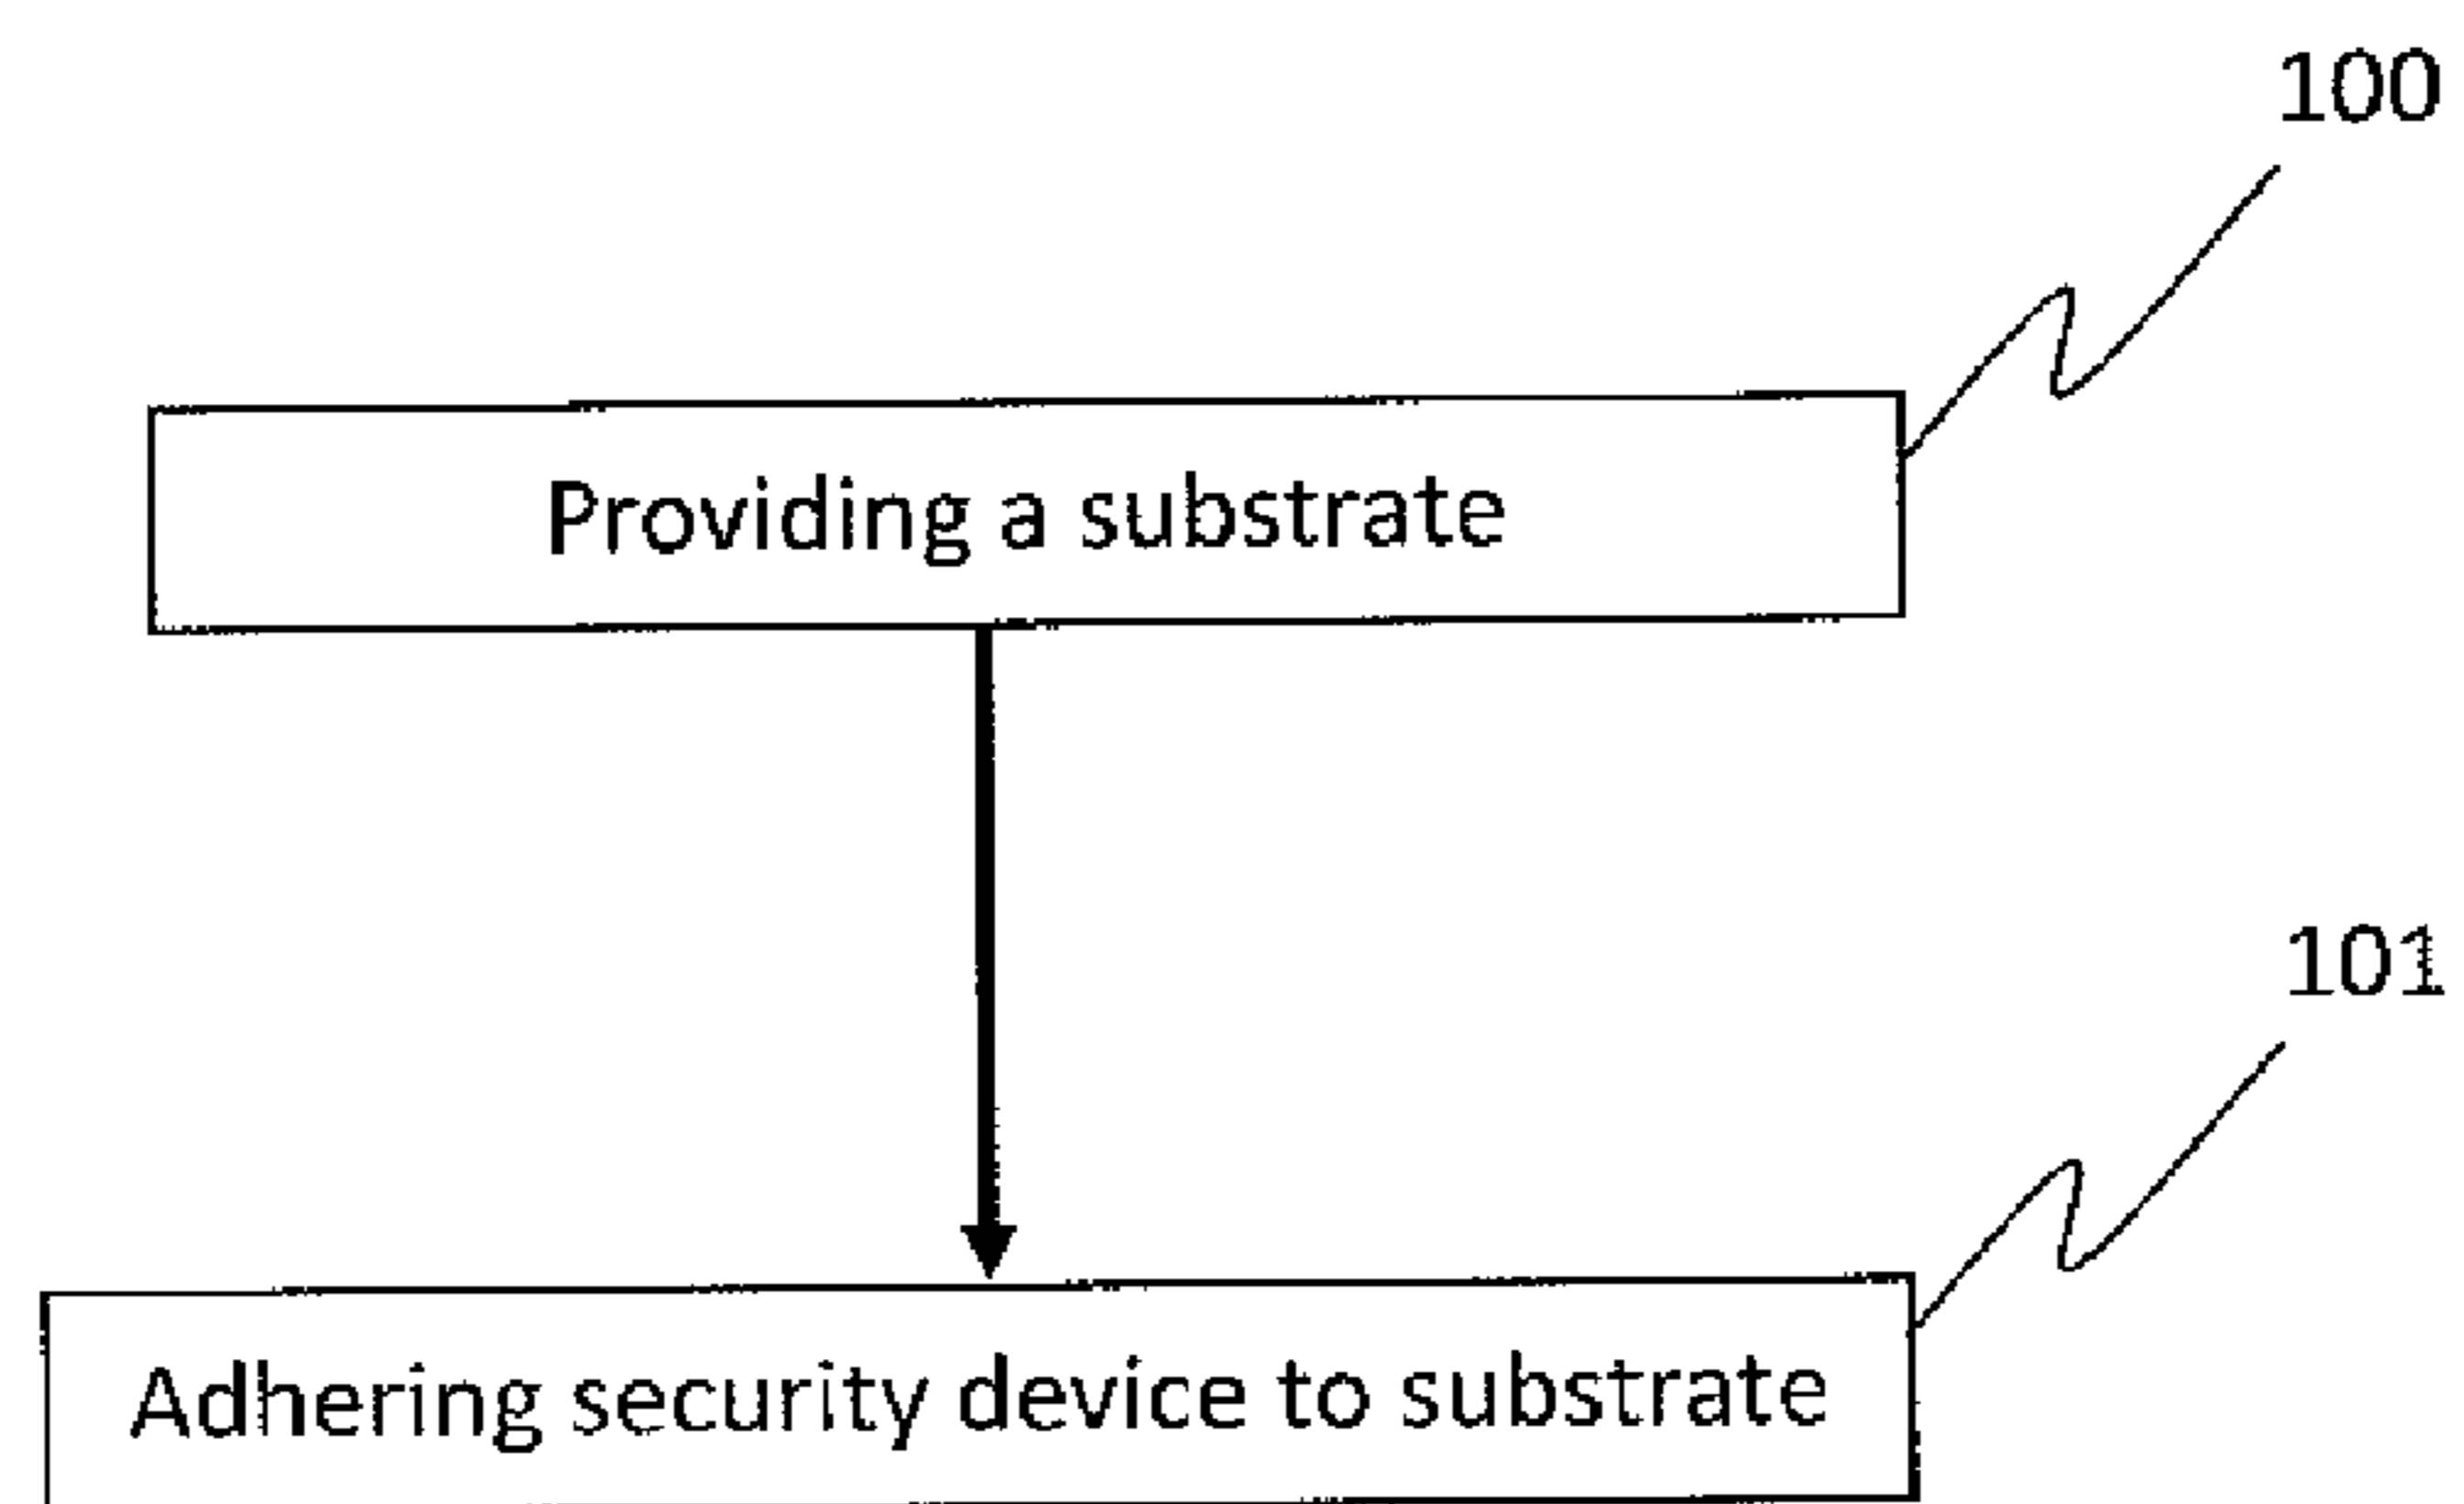 100
Providing a substrate
101
Adhering security device to substrate